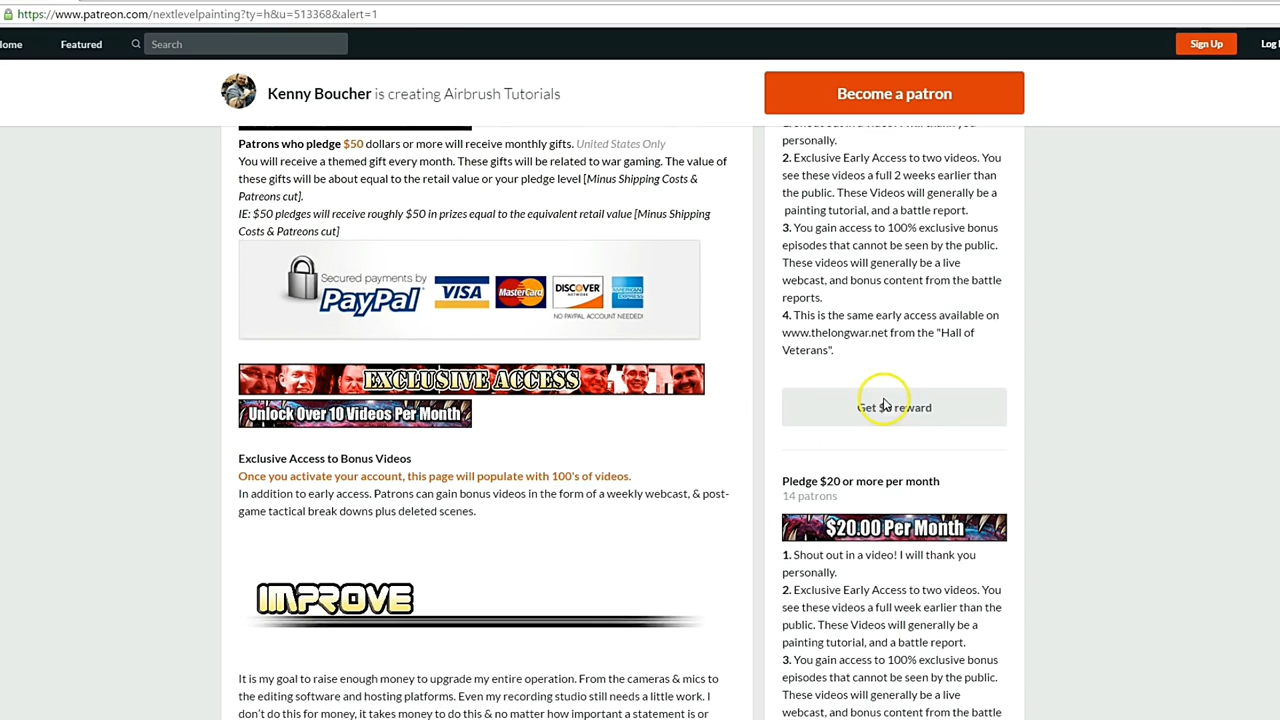 https://www.patreon.com/nextlevelpainting?ty=h&u=513368&alert=1
Home
Featured
Search
Sign Up
Log
Kenny Boucher is creating Airbrush Tutorials
Become a patron
Patrons who pledge $50 dollars or more will receive monthly gifts. United States Only
You will receive a themed gift every month. These gifts will be related to war gaming. The value of
these gifts will be about equal to the retail value or your pledge level [Minus Shipping Costs &
Patreons cut].
IE: $50 pledges will receive roughly $50 in prizes equal to the equivalent retail value [Minus Shipping
Costs & Patreons cut]
Secured payments by
PayPal
VISA
MasterCard
DISCOVER
NETWORK
AMERICAN
EXPRESS
NO PAYPAL ACCOUNT NEEDED!
EXCLUSIVE ACCESS
Unlock Over 10 Videos Per Month
Exclusive Access to Bonus Videos
Once you activate your account, this page will populate with 100's of videos.
In addition to early access. Patrons can gain bonus videos in the form of a weekly webcast, & post-
game tactical break downs plus deleted scenes.
IMPROVE
It is my goal to raise enough money to upgrade my entire operation. From the cameras & mics to
the editing software and hosting platforms. Even my recording studio still needs a little work. I
don't do this for money, it takes money to do this & no matter how important a statement is or
personally.
2. Exclusive Early Access to two videos. You
see these videos a full 2 weeks earlier than
the public. These Videos will generally be a
painting tutorial, and a battle report.
3. You gain access to 100% exclusive bonus
episodes that cannot be seen by the public.
These videos will generally be a live
webcast, and bonus content from the battle
reports.
4. This is the same early access available on
www.thelongwar.net from the "Hall of
Veterans".
Get reward
Pledge $20 or more per month
14 patrons
$20.00 Per Month
1. Shout out in a video! I will thank you
personally.
2. Exclusive Early Access to two videos. You
see these videos a full week earlier than the
public. These Videos will generally be a
painting tutorial, and a battle report.
3. You gain access to 100% exclusive bonus
episodes that cannot be seen by the public.
These videos will generally be a live
webcast, and bonus content from the battle